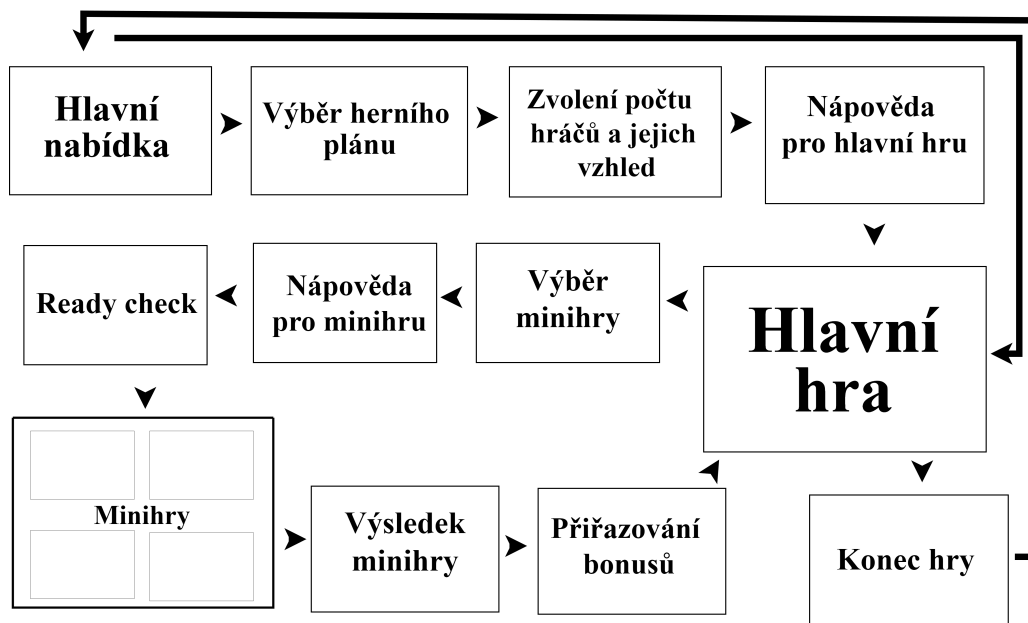 Hlavní
nabídka
Výběr herního
plánu
Zvolení počtu
hráčů a jejich
vzhled
Nápověda
pro hlavní hru
Ready check
Nápověda
pro minihru
Výběr
minihry
Hlavní
hra
Minihry
Výsledek
minihry
Přiřazování
bonusů
Konec hry